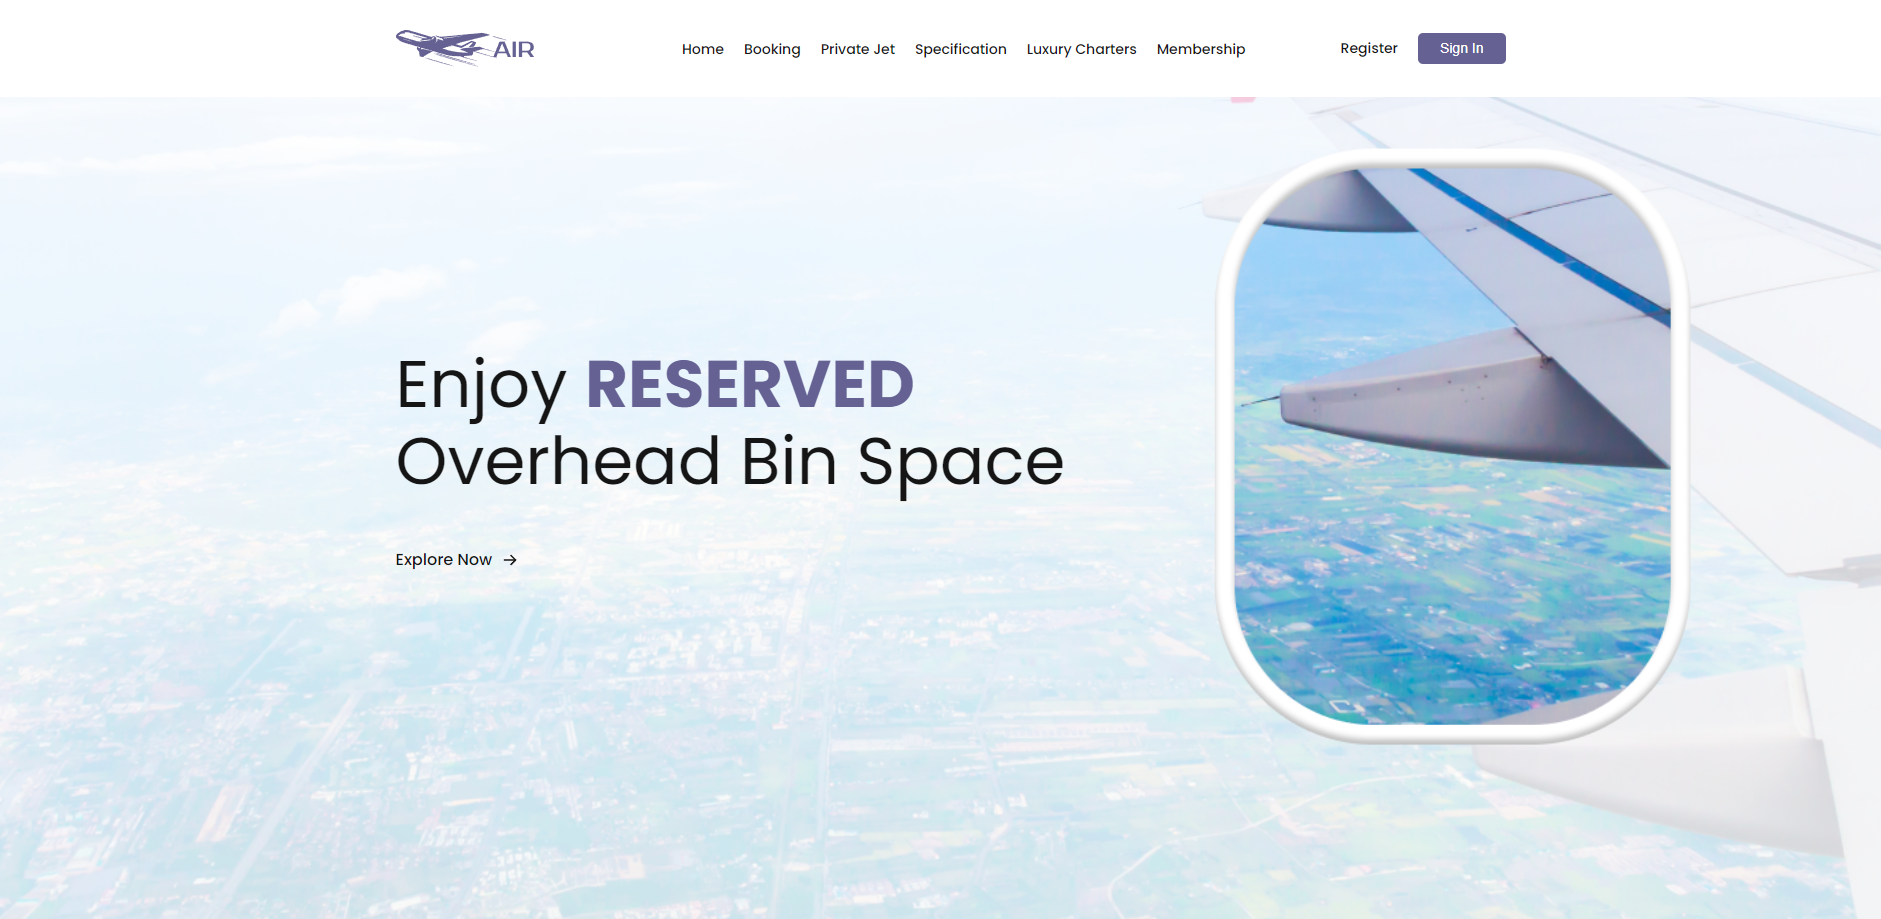 AIR
Home Booking Private Jet Specification Luxury Charters Membership Register Sign In
Enjoy RESERVED
Overhead Bin Space
Explore Now →